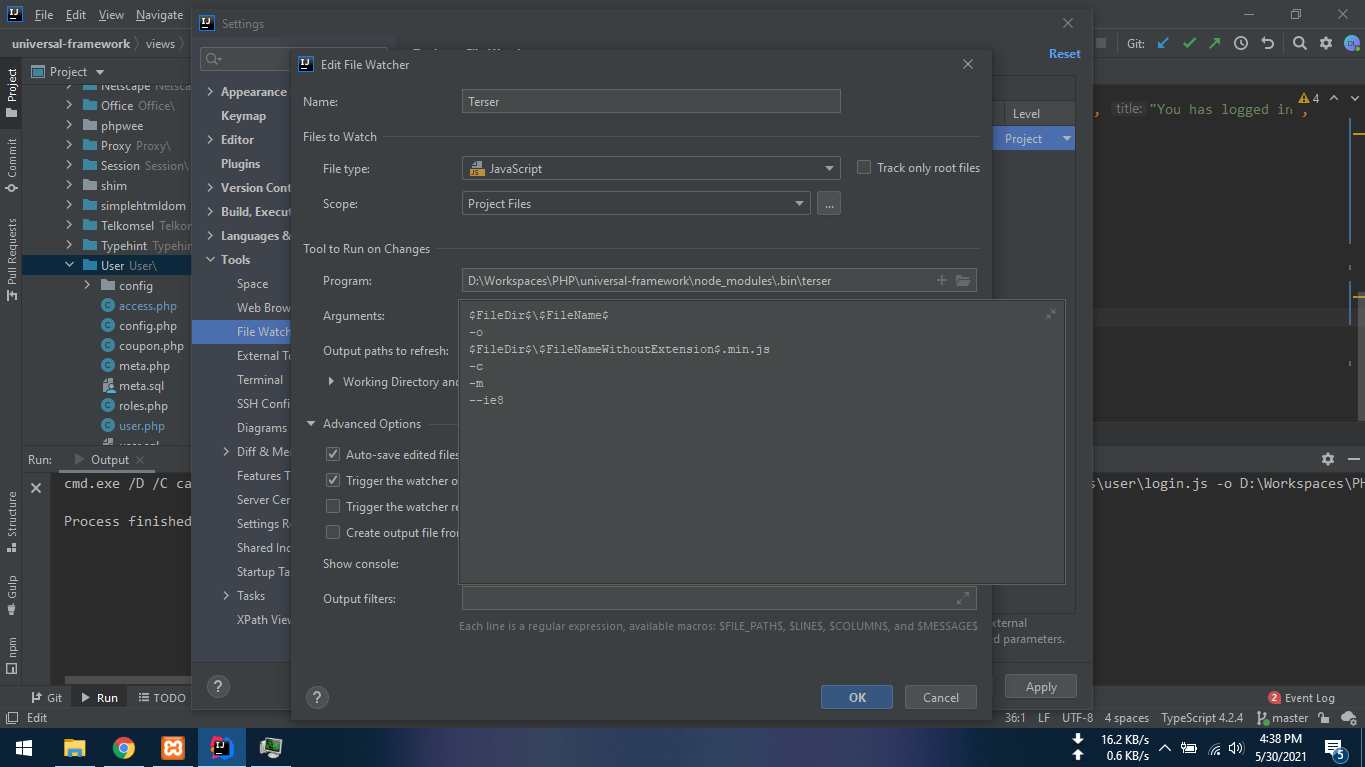 File Edit View Navigate
Settings
universal-framework views
Git:
Reset
Edit File Watcher
Project
Project
Netscape Netsca
Office Office\
phpwee
Proxy Proxy\
Session Session\
shim
simplehtmldom
Telkomsel Telkor
Typehint Typehin
User User\
config
access.php
config.php
coupon.php
meta.php
meta.sql
roles.php
user.php
Commit
Pull Requests
Structure
Gulp
npm
Appearance
Keymap
Editor
Plugins
Version Cont
Build, Execut
Languages &
Tools
Space
Web Brow
File Watch
External To
Terminal
SSH Confi
Diagrams
Diff & Me
Features T
Server Cer
Settings Re
Shared Ind
Startup Ta
Tasks
XPath View
Name: Terser
Files to Watch
File type: JavaScript Track only root files
Scope: Project Files ...
Tool to Run on Changes
Program: D:\Workspaces\PHP\universal-framework\node_modules\.bin\terser
Arguments:
$FileDir$\$FileName$
-o
$FileDir$\$FileNameWithoutExtension$.min.js
-c
-m
--ie8
Output paths to refresh:
Working Directory and
Advanced Options
Auto-save edited files
Trigger the watcher o
Trigger the watcher re
Create output file fron
Show console:
Output filters:
Each line is a regular expression, available macros: $FILE_PATH$, $LINE$, $COLUMN$, and $MESSAGE$
OK Cancel
Level
Project
xternal
d parameters.
Apply
, title: "You has logged in ,
4
Run: Output
cmd.exe /D /C ca
s\user\login.js -o D:\Workspaces\PH
Process finished
Git Run TODO
2 Event Log
Edit
36:1 LF UTF-8 4 spaces TypeScript 4.2.4 master
16.2 KB/s
0.6 KB/s
4:38 PM
5/30/2021
5